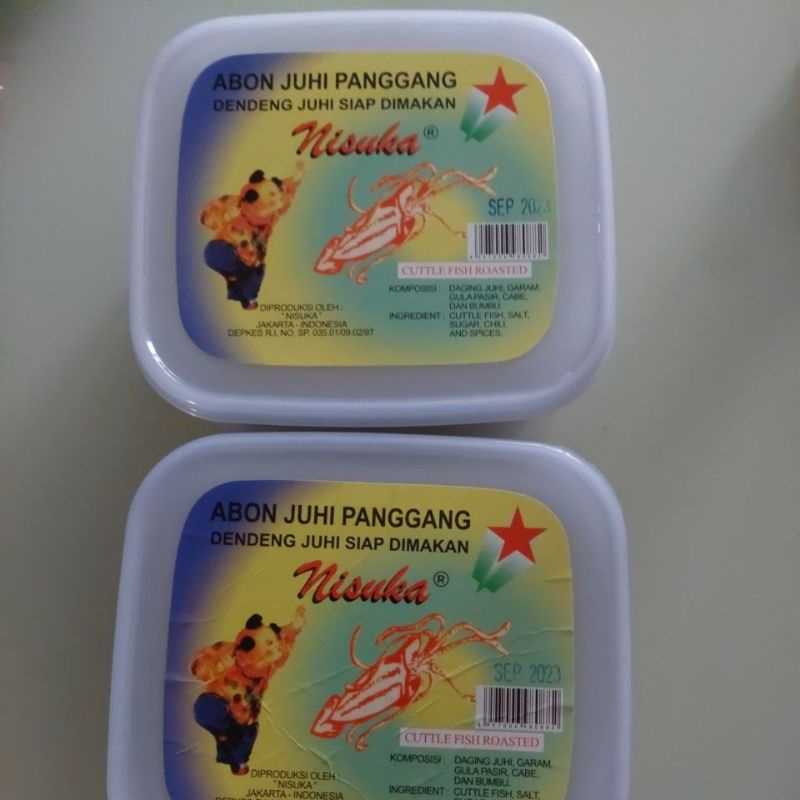 ABON JUHI PANGGANG
DENDENG JUHI SIAP DIMAKAN
Nisuka ®
SEP 2023
CUTTLE FISH ROASTED
KOMPOSISI : DAGING JUHI, GARAM,
GULA PASIR, CABE,
DAN BUMBU.
INGREDIENT : CUTTLE FISH, SALT,
SUGAR, CHILI,
AND SPICES.
DIPRODUKSI OLEH :
"NISUKA"
JAKARTA - INDONESIA
DEPKES R.I. NO. SP. 035.01/09.02/97
ABON JUHI PANGGANG
DENDENG JUHI SIAP DIMAKAN
Nisuka ®
SEP 2023
CUTTLE FISH ROASTED
KOMPOSISI : DAGING JUHI, GARAM,
GULA PASIR, CABE,
DAN BUMBU.
INGREDIENT : CUTTLE FISH, SALT,
DIPRODUKSI OLEH :
"NISUKA"
JAKARTA - INDONESIA